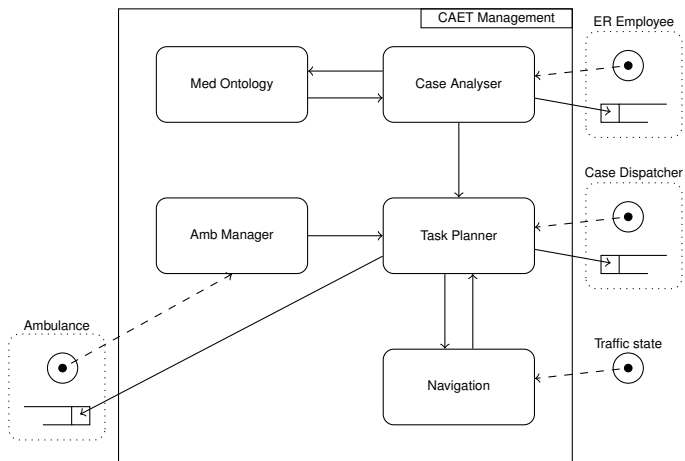 CAET Management
ER Employee
Med Ontology
Case Analyser
Case Dispatcher
Amb Manager
Task Planner
Ambulance
Traffic state
Navigation